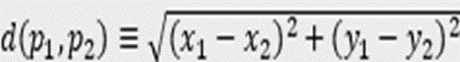 d(p₁,p₂) ≡ √(x₁ − x₂)² + (y₁ − y₂)²